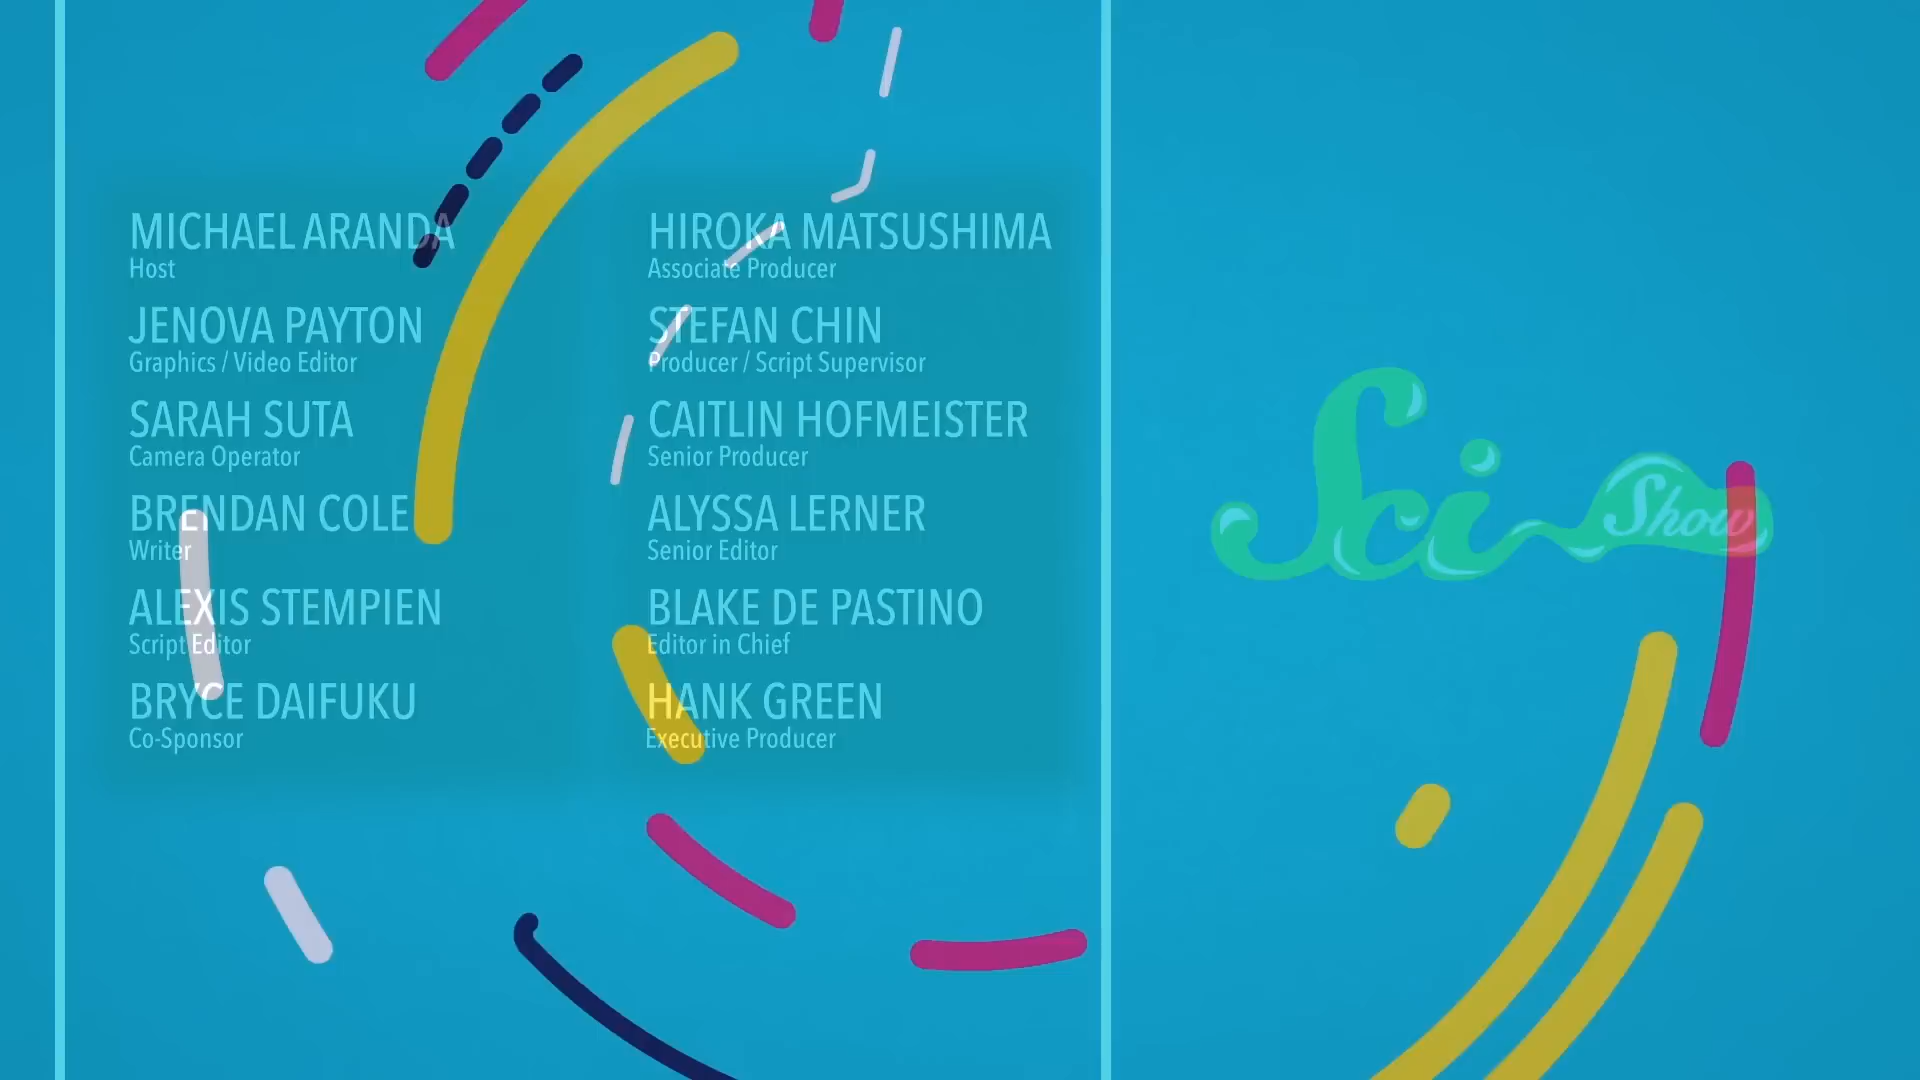 MICHAEL ARANDA
Host
JENOVA PAYTON
Graphics / Video Editor
SARAH SUTA
Camera Operator
BRENDAN COLE
Writer
ALEXIS STEMPIEN
Script Editor
BRYCE DAIFUKU
Co-Sponsor
HIROKA MATSUSHIMA
Associate Producer
STEFAN CHIN
Producer / Script Supervisor
CAITLIN HOFMEISTER
Senior Producer
ALYSSA LERNER
Senior Editor
BLAKE DE PASTINO
Editor in Chief
HANK GREEN
Executive Producer
Sci Show